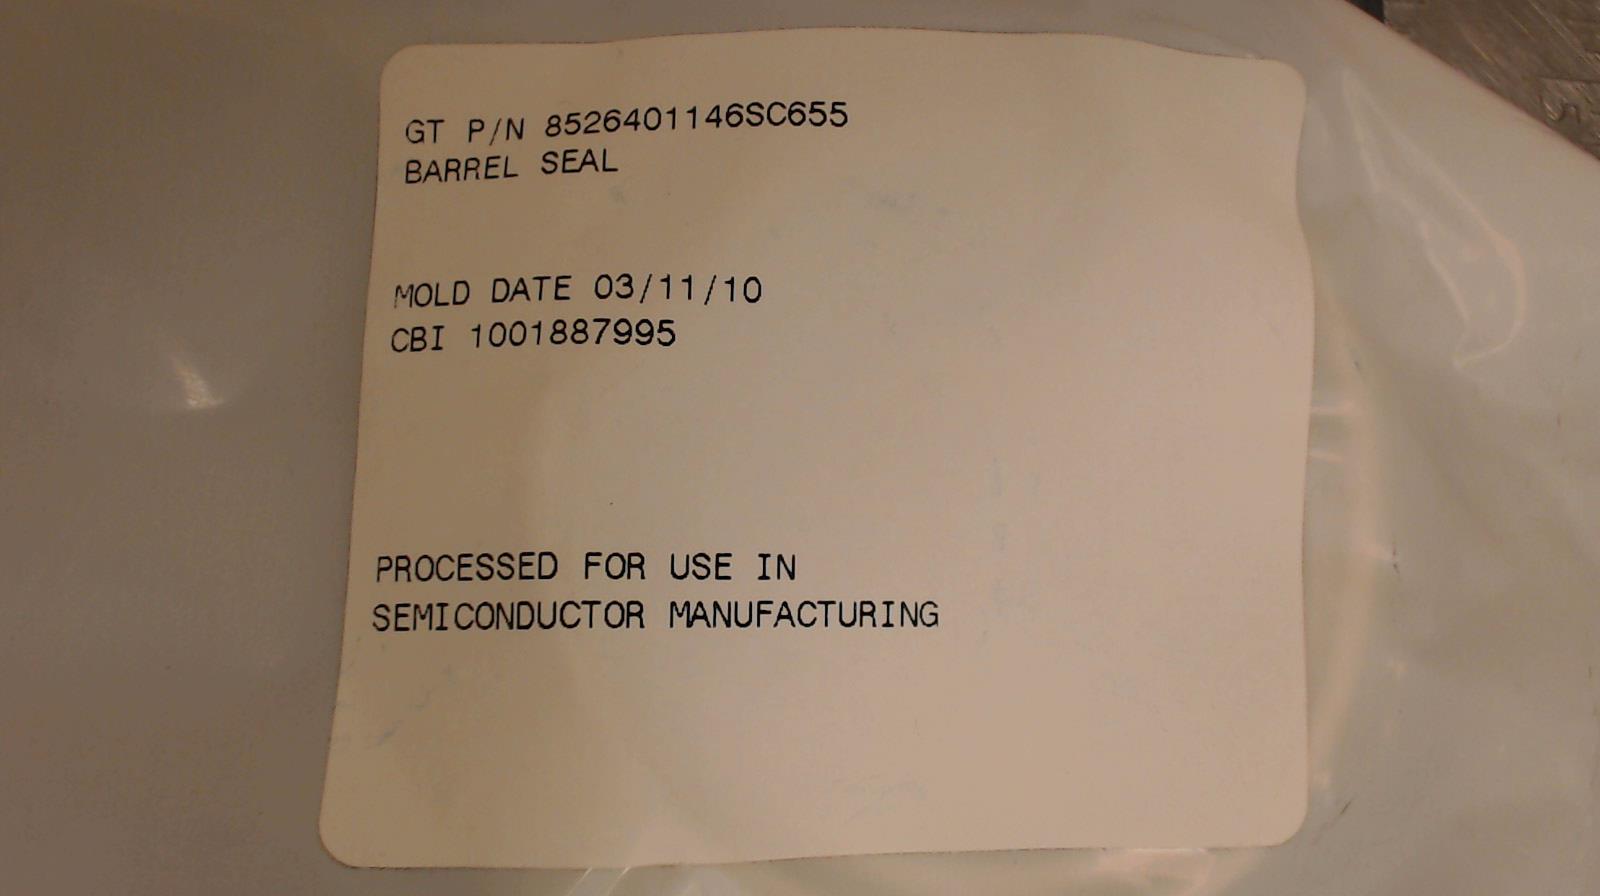 GT P/N 8526401146SC655
BARREL SEAL
MOLD DATE 03/11/10
CBI 1001887995
PROCESSED FOR USE IN
SEMICONDUCTOR MANUFACTURING